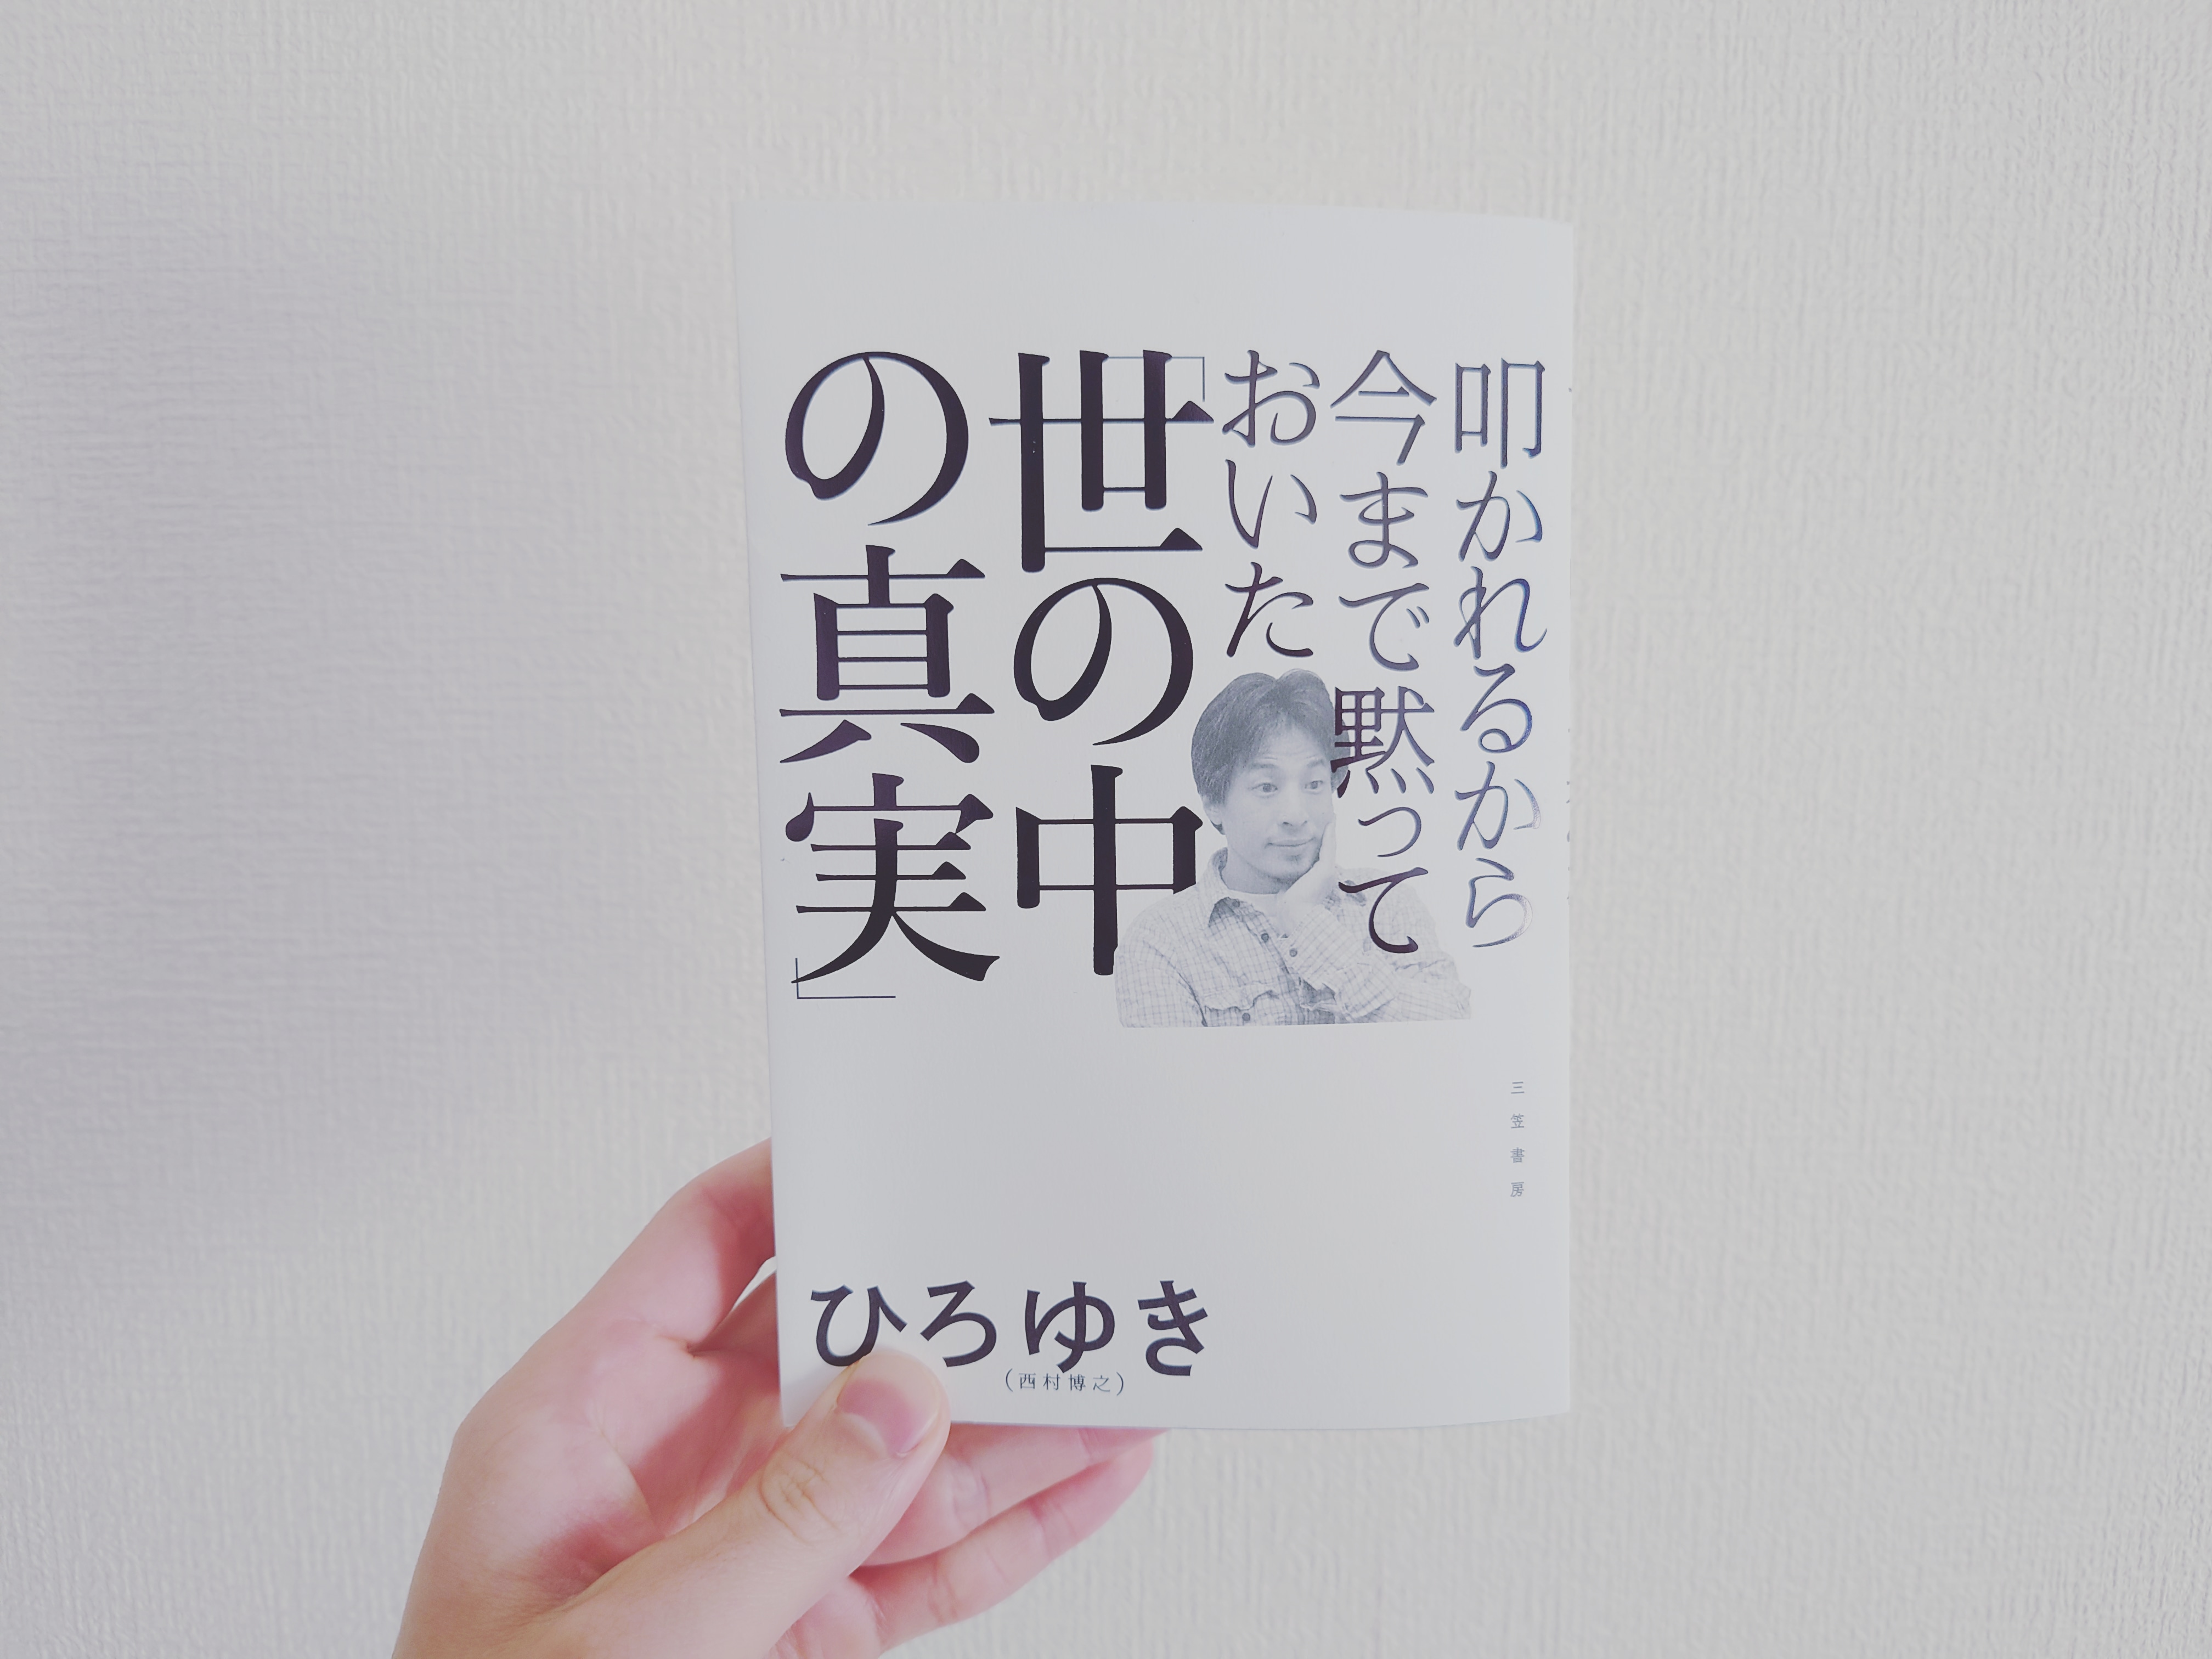 叩かれるから
今まで黙って
おいた
「世の中
の真実」
三笠書房
ひろゆき
(西村博之)